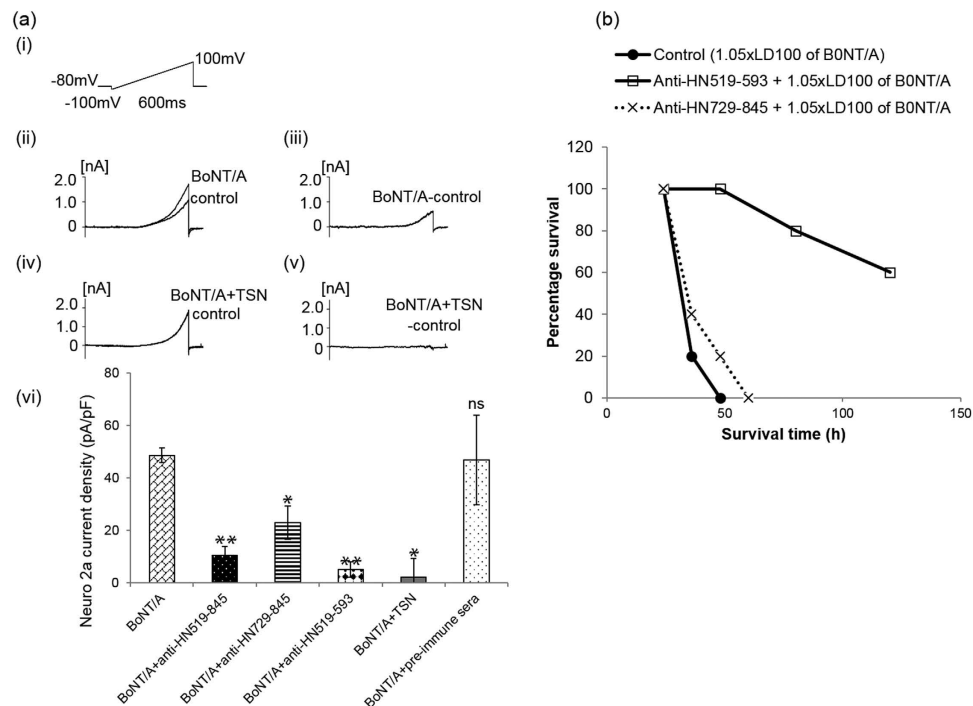 (a)
(i)
100mV
-80mV
-100mV 600ms
(ii)
[nA]
2.0
1.0
0
BoNT/A
control
(iii)
[nA]
2.0
1.0
0
BoNT/A-control
(iv)
[nA]
2.0
1.0
0
BoNT/A+TSN
control
(v)
[nA]
2.0
1.0
0
BoNT/A+TSN
-control
(vi)
Neuro 2a current density (pA/pF)
80
60
40
20
0
**
*
**
*
ns
BoNT/A
BoNT/A+anti-HN519-845
BoNT/A+anti-HN729-845
BoNT/A+anti-HN519-593
BoNT/A+TSN
BoNT/A+pre-immune sera
(b)
Control (1.05xLD100 of B0NT/A)
Anti-HN519-593 + 1.05xLD100 of B0NT/A
Anti-HN729-845 + 1.05xLD100 of B0NT/A
Percentage survival
120
100
80
60
40
20
0
0
50
100
150
Survival time (h)